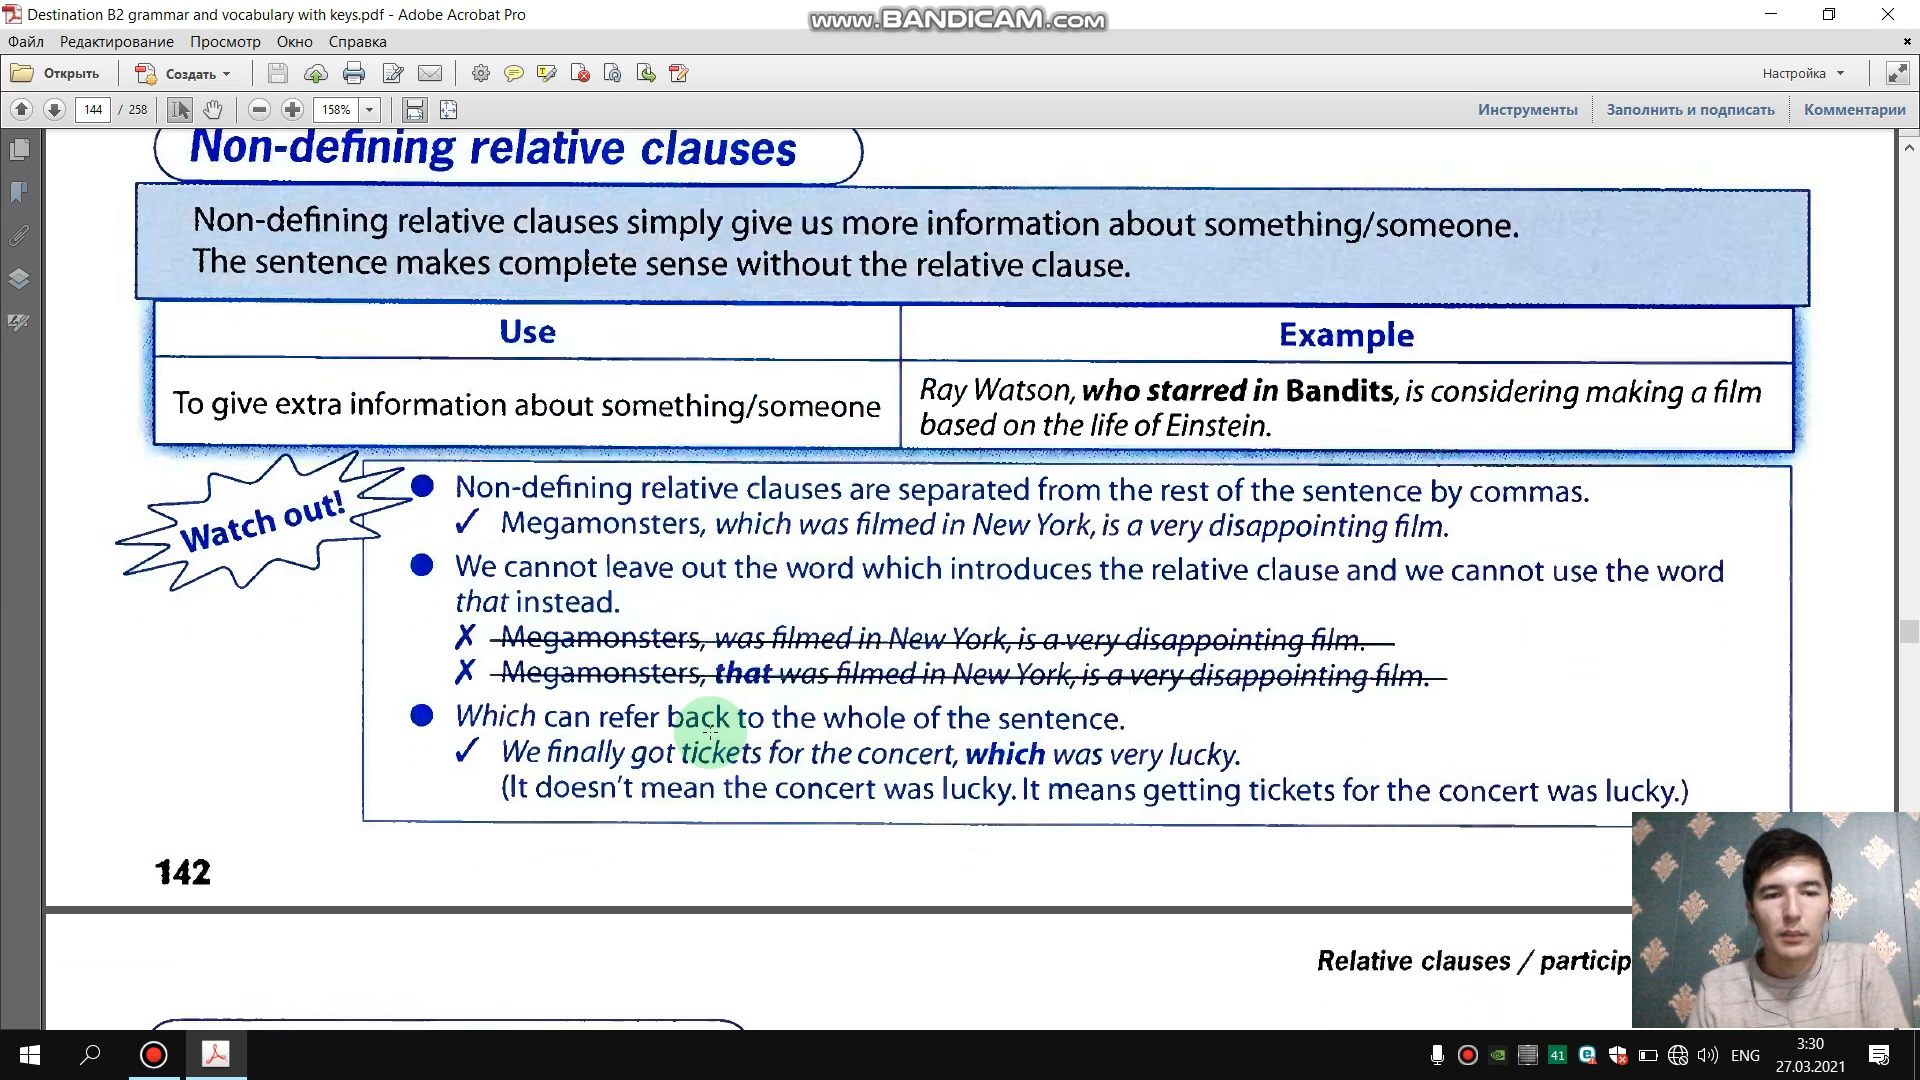 Destination B2 grammar and vocabulary with keys.pdf - Adobe Acrobat Pro
www.BANDICAM.com
Файл Редактирование Просмотр Окно Справка
Открыть Создать Настройка
144 / 258 158% Инструменты Заполнить и подписать Комментарии
Non-defining relative clauses
Non-defining relative clauses simply give us more information about something/someone.
The sentence makes complete sense without the relative clause.
Use
Example
To give extra information about something/someone
Ray Watson, who starred in Bandits, is considering making a film
based on the life of Einstein.
Watch out!
● Non-defining relative clauses are separated from the rest of the sentence by commas.
✓ Megamonsters, which was filmed in New York, is a very disappointing film.
● We cannot leave out the word which introduces the relative clause and we cannot use the word
that instead.
✗ Megamonsters, was filmed in New York, is a very disappointing film.
✗ Megamonsters, that was filmed in New York, is a very disappointing film.
● Which can refer back to the whole of the sentence.
✓ We finally got tickets for the concert, which was very lucky.
(It doesn't mean the concert was lucky. It means getting tickets for the concert was lucky.)
142
Relative clauses / particip
41 ENG
3:30
27.03.2021